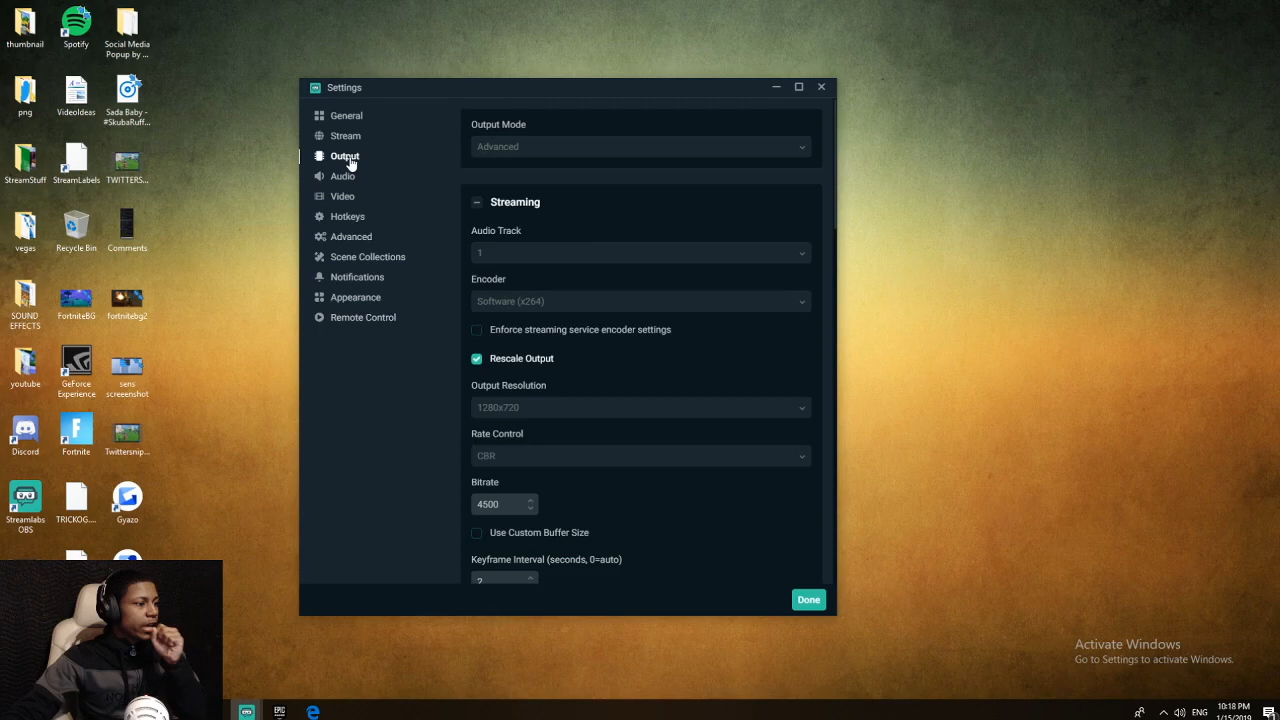 thumbnail
Spotify
Social Media
Popup by ...
png
VideoIdeas
Sada Baby -
#SkubaRuff...
StreamStuff
StreamLabels
TWITTERS...
vegas
Recycle Bin
Comments
SOUND
EFFECTS
FortniteBG
fortnitebg2
youtube
GeForce
Experience
sens
screeenshot
Discord
Fortnite
Twittersnip...
Streamlabs
OBS
TRICKOG....
Gyazo
Settings
General
Stream
Output
Audio
Video
Hotkeys
Advanced
Scene Collections
Notifications
Appearance
Remote Control
Output Mode
Advanced
Streaming
Audio Track
1
Encoder
Software (x264)
Enforce streaming service encoder settings
Rescale Output
Output Resolution
1280x720
Rate Control
CBR
Bitrate
4500
Use Custom Buffer Size
Keyframe Interval (seconds, 0=auto)
2
Done
Activate Windows
Go to Settings to activate Windows.
EPIC
ENG
10:18 PM
1/15/2019